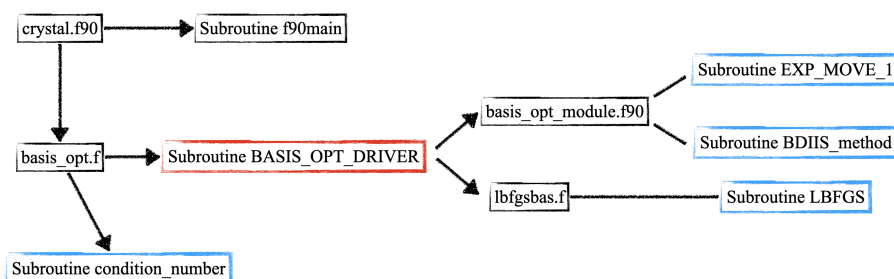 crystal.f90
Subroutine f90main
Subroutine EXP_MOVE_1
basis_opt_module.f90
Subroutine BDIIS_method
basis_opt.f
Subroutine BASIS_OPT_DRIVER
lbfgsbas.f
Subroutine LBFGS
Subroutine condition_number